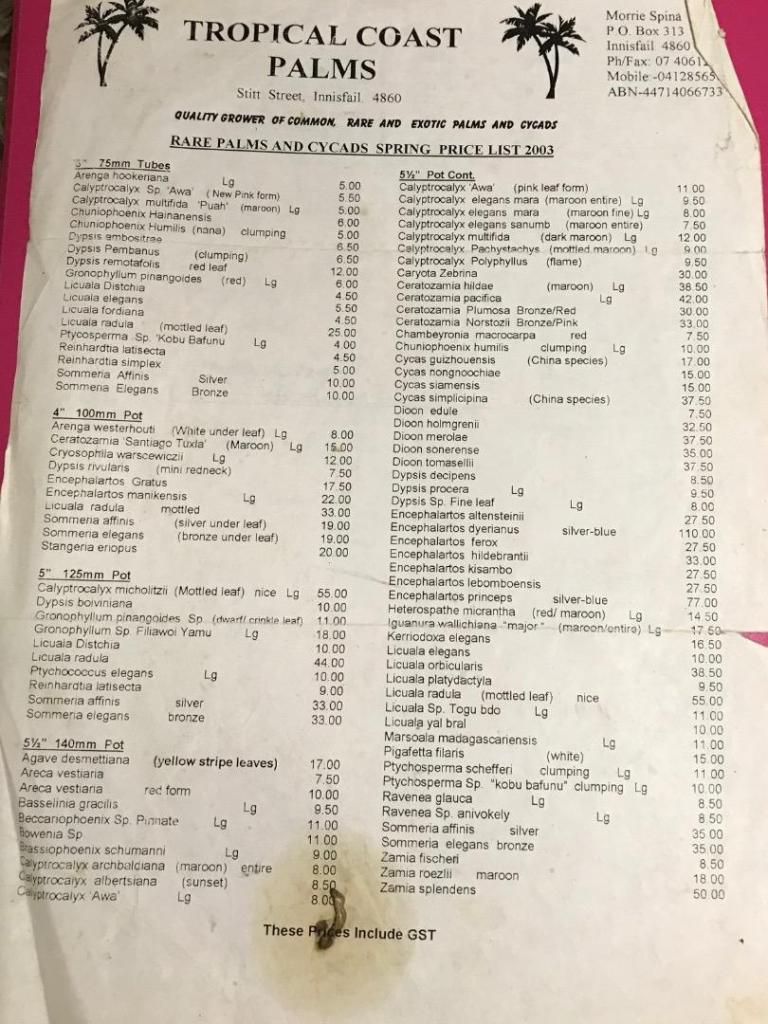 TROPICAL COAST
PALMS
Stitt Street, Innisfail 4860
Morrie Spina
P.O. Box 313
Innisfail 4860
Ph/Fax: 07 4061
Mobile:-04128565
ABN-44714066733
QUALITY GROWER OF COMMON, RARE AND EXOTIC PALMS AND CYCADS
RARE PALMS AND CYCADS SPRING PRICE LIST 2003
3" 75mm Tubes
Arenga hookeriana Lg 5.00
Calyptrocalyx Sp. 'Awa' (New Pink form) 5.50
Calyptrocalyx multifida 'Puah' (maroon) Lg 5.00
Chuniophoenix Hainanensis 6.00
Chuniophoenix Humilis (nana) clumping 5.00
Dypsis ambositrae 6.50
Dypsis Pembanus (clumping) 6.50
Dypsis remotaflolis red leaf 12.00
Gronophyllum pinangoides (red) Lg 6.00
Licuala Distchia 4.50
Licuala elegans 5.50
Licuala fordiana 4.50
Licuala radula (mottled leaf) 25.00
Ptycosperma Sp. 'Kobu Bafunu Lg 4.00
Reinhardtia latisecta 4.50
Reinhardtia simplex 5.00
Sommeria Affinis Silver 10.00
Sommeria Elegans Bronze 10.00
4" 100mm Pot
Arenga westerhouti (White under leaf) Lg 8.00
Ceratozamia 'Santiago Tuxla' (Maroon) Lg 15.00
Cryosophila warscewiczii Lg 12.00
Dypsis rivularis (mini redneck) 7.50
Encephalartos Gratus 17.50
Encephalartos manikensis Lg 22.00
Licuala radula mottled 33.00
Sommeria affinis (silver under leaf) 19.00
Sommeria elegans (bronze under leaf) 19.00
Stangeria eriopus 20.00
5" 125mm Pot
Calyptrocalyx micholitzii (Mottled leaf) nice Lg 55.00
Dypsis boiviniana 10.00
Gronophyllum pinangoides Sp. (dwarf/ crinkle leaf) 11.00
Gronophyllum Sp. Filiawoi Yamu Lg 18.00
Licuala Distchia 10.00
Licuala radula 44.00
Ptychococcus elegans Lg 10.00
Reinhardtia latisecta 9.00
Sommeria affinis silver 33.00
Sommeria elegans bronze 33.00
5½" 140mm Pot
Agave desmettiana (yellow stripe leaves) 17.00
Areca vestiaria 7.50
Areca vestiaria red form 10.00
Basselinia gracilis Lg 9.50
Beccariophoenix Sp. Pinnate Lg 11.00
Bowenia Sp 11.00
Brassiophoenix schumanni Lg 9.00
Calyptrocalyx archboldiana (maroon) entire 8.00
Calyptrocalyx albertsiana (sunset) 8.50
Calyptrocalyx 'Awa' Lg 8.00
5½" Pot Cont.
Calyptrocalyx 'Awa' (pink leaf form) 11.00
Calyptrocalyx elegans mara (maroon entire) Lg 9.50
Calyptrocalyx elegans mara (maroon fine) Lg 8.00
Calyptrocalyx elegans sanumb (maroon entire) 7.50
Calyptrocalyx multifida (dark maroon) Lg 12.00
Calyptrocalyx Pachystachys (mottled maroon) Lg 9.00
Calyptrocalyx Polyphyllus (flame) 9.50
Caryota Zebrina 30.00
Ceratozamia hildae (maroon) Lg 38.50
Ceratozamia pacifica Lg 42.00
Ceratozamia Plumosa Bronze/Red 30.00
Ceratozamia Norstozii Bronze/Pink 33.00
Chambeyronia macrocarpa red 7.50
Chuniophoenix humilis clumping Lg 10.00
Cycas guizhouensis (China species) 17.00
Cycas nongnoochiae 15.00
Cycas siamensis 15.00
Cycas simplicipina (China species) 37.50
Dioon edule 7.50
Dioon holmgrenii 32.50
Dioon merolae 37.50
Dioon sonerense 35.00
Dioon tomasellii 37.50
Dypsis decipens 8.50
Dypsis procera Lg 9.50
Dypsis Sp. Fine leaf Lg 8.00
Encephalartos altensteinii 27.50
Encephalartos dyerianus silver-blue 110.00
Encephalartos ferox 27.50
Encephalartos hildebrantii 33.00
Encephalartos kisambo 27.50
Encephalartos lebomboensis 27.50
Encephalartos princeps silver-blue 77.00
Heterospathe micrantha (red/ maroon) Lg 14.50
Iguanura wallichiana "major" (maroon/entire) Lg 17.50
Kerriodoxa elegans 16.50
Licuala elegans 10.00
Licuala orbicularis 38.50
Licuala platydactyla 9.50
Licuala radula (mottled leaf) nice 55.00
Licuala Sp. Togu bdo Lg 11.00
Licuala yal bral 10.00
Marsoala madagascariensis Lg 11.00
Pigafetta filaris (white) 15.00
Ptychosperma schefferi clumping Lg 11.00
Ptychosperma Sp. "kobu bafunu" clumping Lg 10.00
Ravenea glauca Lg 8.50
Ravenea Sp. anivokely Lg 8.50
Sommeria affinis silver 35.00
Sommeria elegans bronze 35.00
Zamia fischeri 8.50
Zamia roezlii maroon 18.00
Zamia splendens 50.00
These Prices Include GST